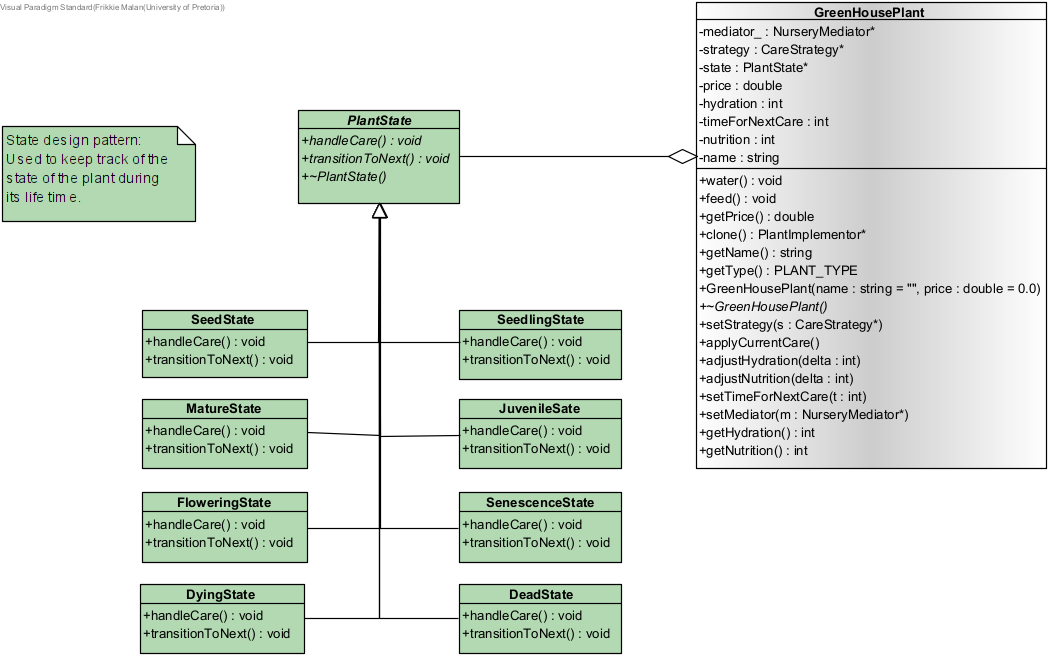 Visual Paradigm Standard(Frikkie Malan(University of Pretoria))
State design pattern:
Used to keep track of the
state of the plant during
its life time.
PlantState
+handleCare() : void
+transitionToNext() : void
+~PlantState()
GreenHousePlant
-mediator_ : NurseryMediator*
-strategy : CareStrategy*
-state : PlantState*
-price : double
-hydration : int
-timeForNextCare : int
-nutrition : int
-name : string
+water() : void
+feed() : void
+getPrice() : double
+clone() : PlantImplementor*
+getName() : string
+getType() : PLANT_TYPE
+GreenHousePlant(name : string = "", price : double = 0.0)
+~GreenHousePlant()
+setStrategy(s : CareStrategy*)
+applyCurrentCare()
+adjustHydration(delta : int)
+adjustNutrition(delta : int)
+setTimeForNextCare(t : int)
+setMediator(m : NurseryMediator*)
+getHydration() : int
+getNutrition() : int
SeedState
+handleCare() : void
+transitionToNext() : void
SeedlingState
+handleCare() : void
+transitionToNext() : void
MatureState
+handleCare() : void
+transitionToNext() : void
JuvenileSate
+handleCare() : void
+transitionToNext() : void
FloweringState
+handleCare() : void
+transitionToNext() : void
SenescenceState
+handleCare() : void
+transitionToNext() : void
DyingState
+handleCare() : void
+transitionToNext() : void
DeadState
+handleCare() : void
+transitionToNext() : void